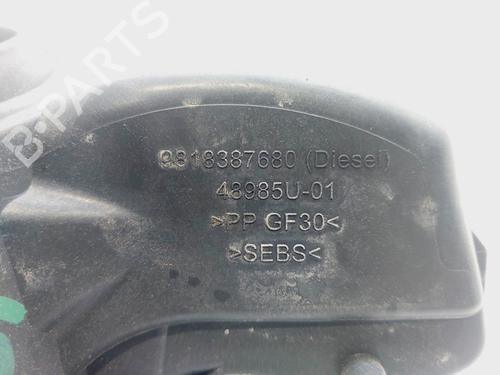 B-PARTS
9818387680 (Diesel)
48985U-01
>PP GF30<
>SEBS<